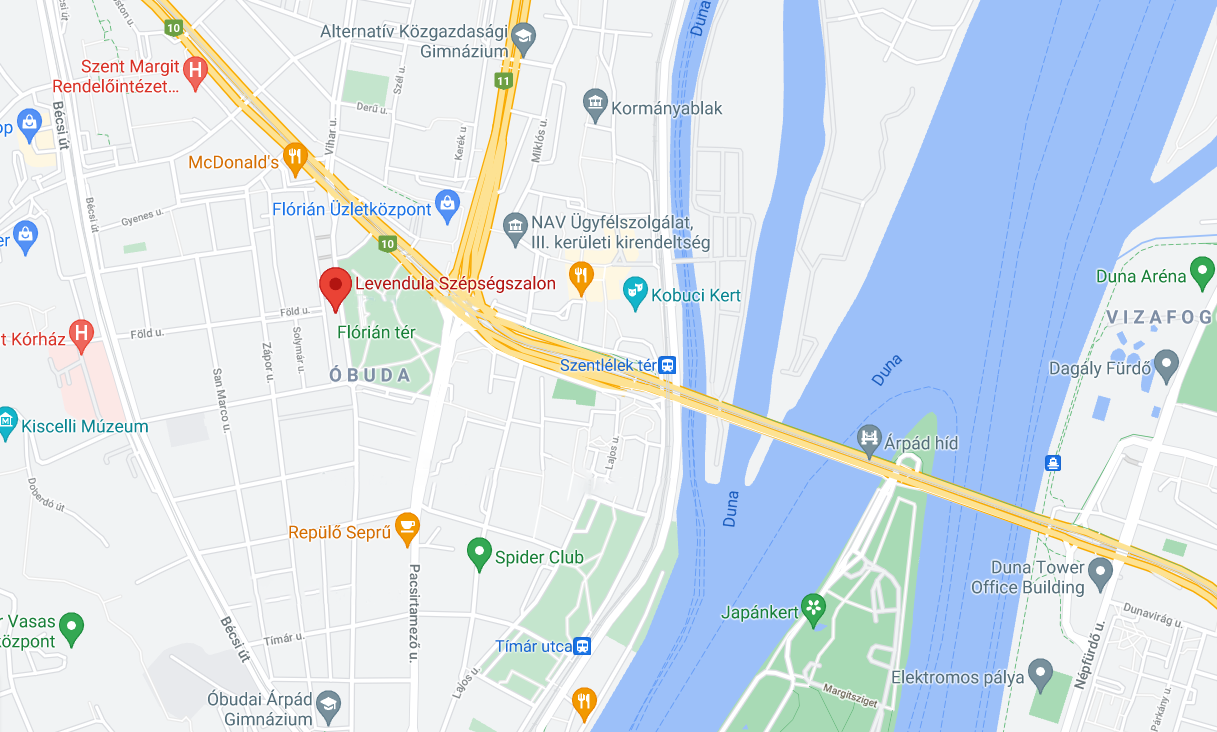 10
Duna
Alternatív Közgazdasági
Gimnázium
Szent Margit
Rendelőintézet...
11
Szél u.
Bécsi út
Derű u.
Kormányablak
Vihar u.
Kerék u
Miklós u.
McDonald's
Bécsi út
Gyenes u.
Flórián Üzletközpont
NAV Ügyfélszolgálat,
III. kerületi kirendeltség
10
Duna Aréna
Levendula Szépségszalon
Kobuci Kert
Föld u.
Föld u.
VIZAFOG
Flórián tér
t Kórház
Zápor u.
Solymár u.
Szentlélek tér
Duna
Dagály Fürdő
ÓBUDA
San Marco u.
Kiscelli Múzeum
Árpád híd
Lajos u.
Doberdó út
Duna
Repülő Seprű
Spider Club
Duna Tower
Office Building
Pacsirtamező u.
Japánkert
Dunavirág u.
r Vasas
központ
Tímár u.
Bécsi út
Tímár utca
Népfürdő u.
Lajos u.
Elektromos pálya
Margitsziget
Párkány u.
Óbudai Árpád
Gimnázium